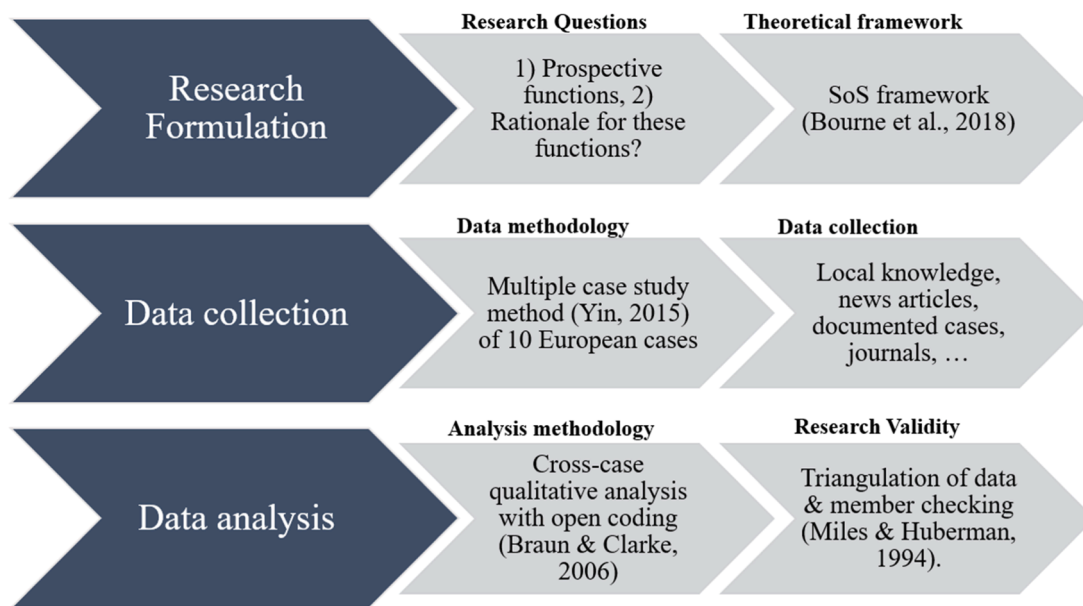 Research
Formulation
Research Questions
1) Prospective
functions, 2)
Rationale for these
functions?
Theoretical framework
SoS framework
(Bourne et al., 2018)
Data collection
Data methodology
Multiple case study
method (Yin, 2015)
of 10 European cases
Data collection
Local knowledge,
news articles,
documented cases,
journals, …
Data analysis
Analysis methodology
Cross-case
qualitative analysis
with open coding
(Braun & Clarke,
2006)
Research Validity
Triangulation of data
& member checking
(Miles & Huberman,
1994).